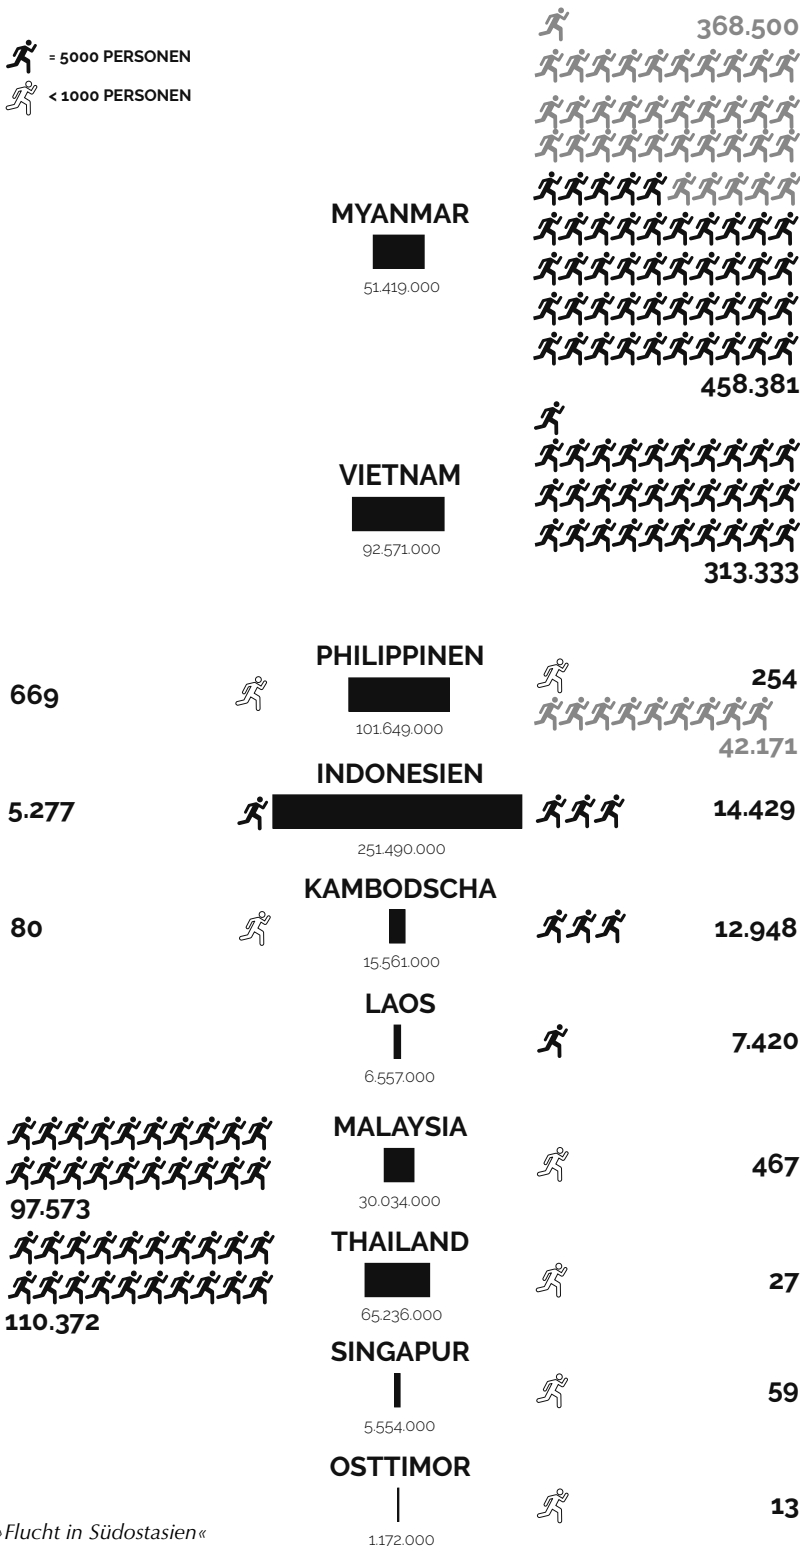 368.500
= 5000 PERSONEN
< 1000 PERSONEN
MYANMAR
51.419.000
458.381
VIETNAM
92.571.000
313.333
PHILIPPINEN
669
254
101.649.000
42.171
INDONESIEN
5.277
14.429
251.490.000
KAMBODSCHA
80
12.948
15.561.000
LAOS
7.420
6.557.000
MALAYSIA
467
30.034.000
97.573
THAILAND
27
65.236.000
110.372
SINGAPUR
59
5.554.000
OSTTIMOR
13
1.172.000
»Flucht in Südostasien«